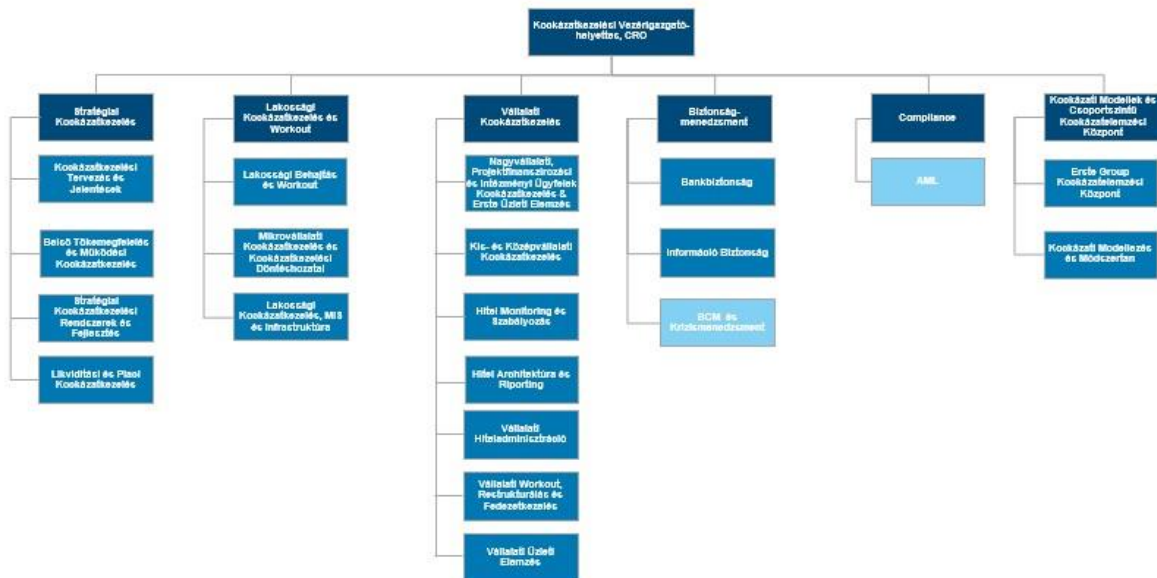 Kockázatkezelési Vezérigazgató-
helyettes, CRO
Stratégiai
Kockázatkezelés
Kockázatkezelési
Tervezés és
Jelentések
Belső Tőkemegfelelés
és Működési
Kockázatkezelés
Stratégiai
Kockázatkezelési
Rendszerek és
Fejlesztés
Likviditási és Piaci
Kockázatkezelés
Lakossági
Kockázatkezelés és
Workout
Lakossági Behajtás
és Workout
Mikrovállalati
Kockázatkezelés és
Kockázatkezelési
Döntéshozatal
Lakossági
Kockázatkezelés, MIS
és Infrastruktúra
Vállalati
Kockázatkezelés
Nagyvállalati,
Projektfinanszírozási
és Intézményi Ügyfelek
Kockázatkezelés &
Erste Üzleti Elemzés
Kis- és Középvállalati
Kockázatkezelés
Hitel Monitoring és
Szabályozás
Hitel Architektúra és
Riporting
Vállalati
Hiteladminisztráció
Vállalati Workout,
Restrukturálás és
Fedezetkezelés
Vállalati Üzleti
Elemzés
Biztonság-
menedzsment
Bankbiztonság
Információ Biztonság
BCM és
Krízismenedzsment
Compliance
AML
Kockázati Modellek és
Csoportszintű
Kockázatelemzési
Központ
Erste Group
Kockázatelemzési
Központ
Kockázati Modellezés
és Módszertan